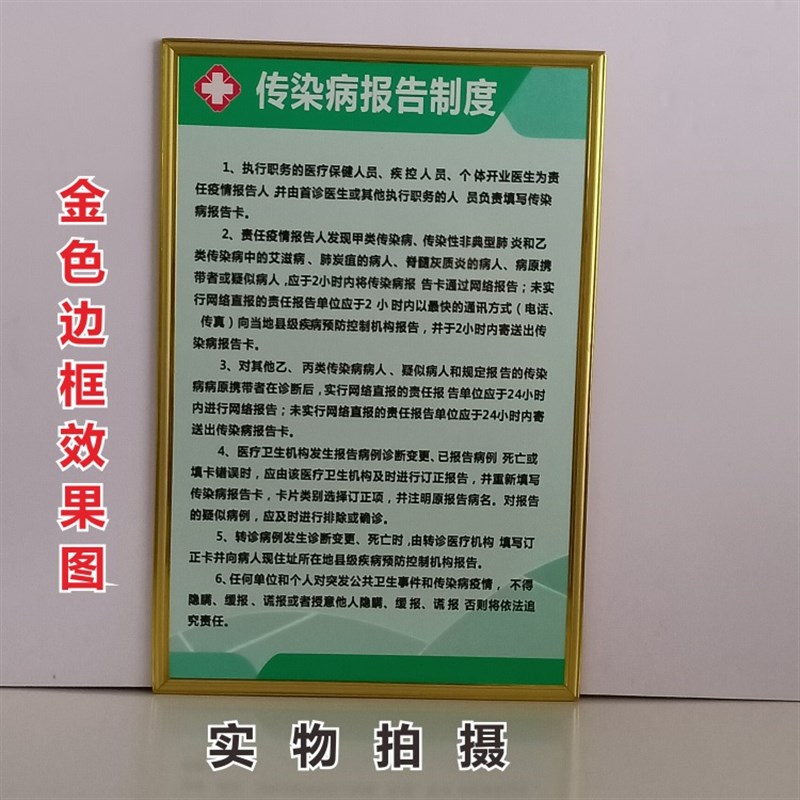 传染病报告制度
1、执行职务的医疗保健人员、疾控人员、个体开业医生为责
任疫情报告人 并由首诊医生或其他执行职务的人 员负责填写传染
病报告卡。
2、责任疫情报告人发现甲类传染病、传染性非典型肺 炎和乙
类传染病中的艾滋病、肺炭疽的病人、脊髓灰质炎的病人、病原携
带者或疑似病人,应于2小时内将传染病报 告卡通过网络报告;未实
行网络直报的责任报告单位应于2 小时内以最快的通讯方式(电话、
传真)向当地县级疾病预防控制机构报告,并于2小时内寄送出传
染病报告卡。
3、对其他乙、丙类传染病病人、疑似病人和规定报告的传染
病病原携带者在诊断后,实行网络直报的责任报 告单位应于24小时
内进行网络报告;未实行网络直报的责任报告单位应于24小时内寄
送出传染病报告卡。
4、医疗卫生机构发生报告病例诊断变更、已报告病例 死亡或
填卡错误时,应由该医疗卫生机构及时进行订正报告,并重新填写
传染病报告卡,卡片类别选择订正项,并注明原报告病名。对报告
的疑似病例,应及时进行排除或确诊。
5、转诊病例发生诊断变更、死亡时,由转诊医疗机构 填写订
正卡并向病人现住址所在地县级疾病预防控制机构报告。
6、任何单位和个人对突发公共卫生事件和传染病疫情, 不得
隐瞒、缓报、谎报或者授意他人隐瞒、缓报、谎报 否则将依法追
究责任。
金色边框效果图
实物拍摄